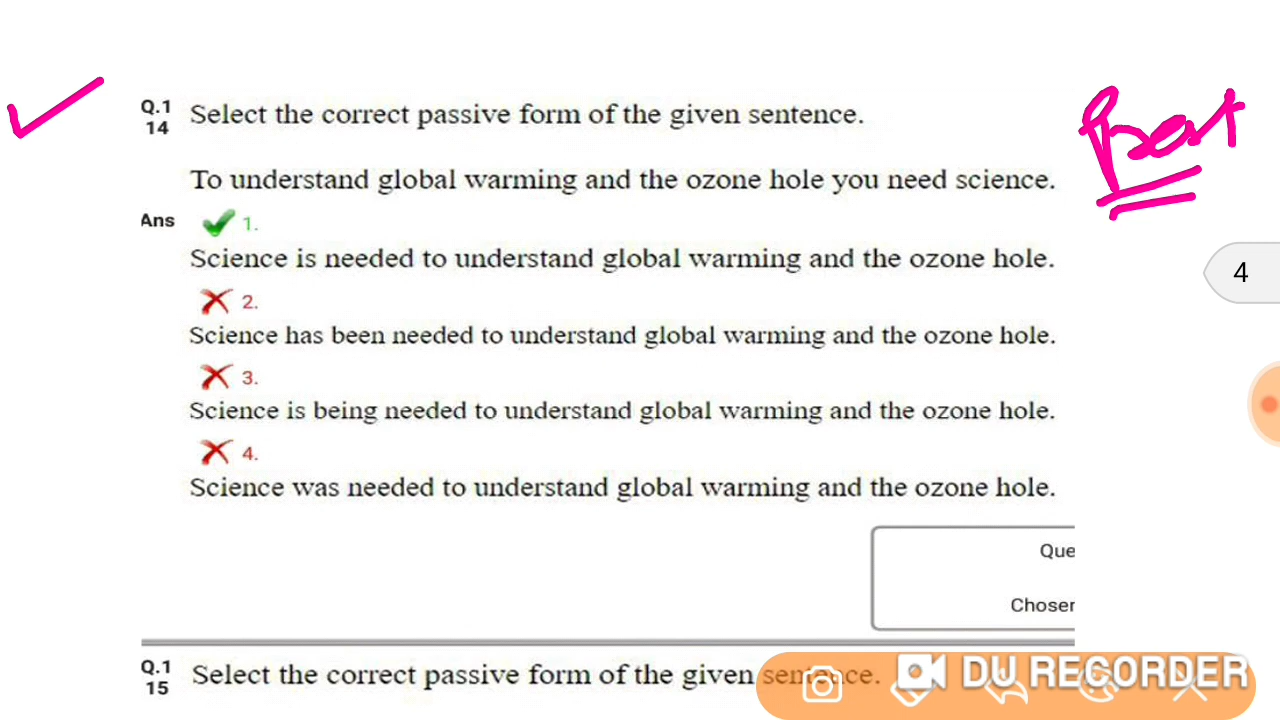 Q.1 Select the correct passive form of the given sentence.
14
To understand global warming and the ozone hole you need science.
Ans 1.
Science is needed to understand global warming and the ozone hole.
2.
Science has been needed to understand global warming and the ozone hole.
3.
Science is being needed to understand global warming and the ozone hole.
4.
Science was needed to understand global warming and the ozone hole.
Best
4
Que
Chosen
Q.1 Select the correct passive form of the given sentence.
15
DU RECORDER